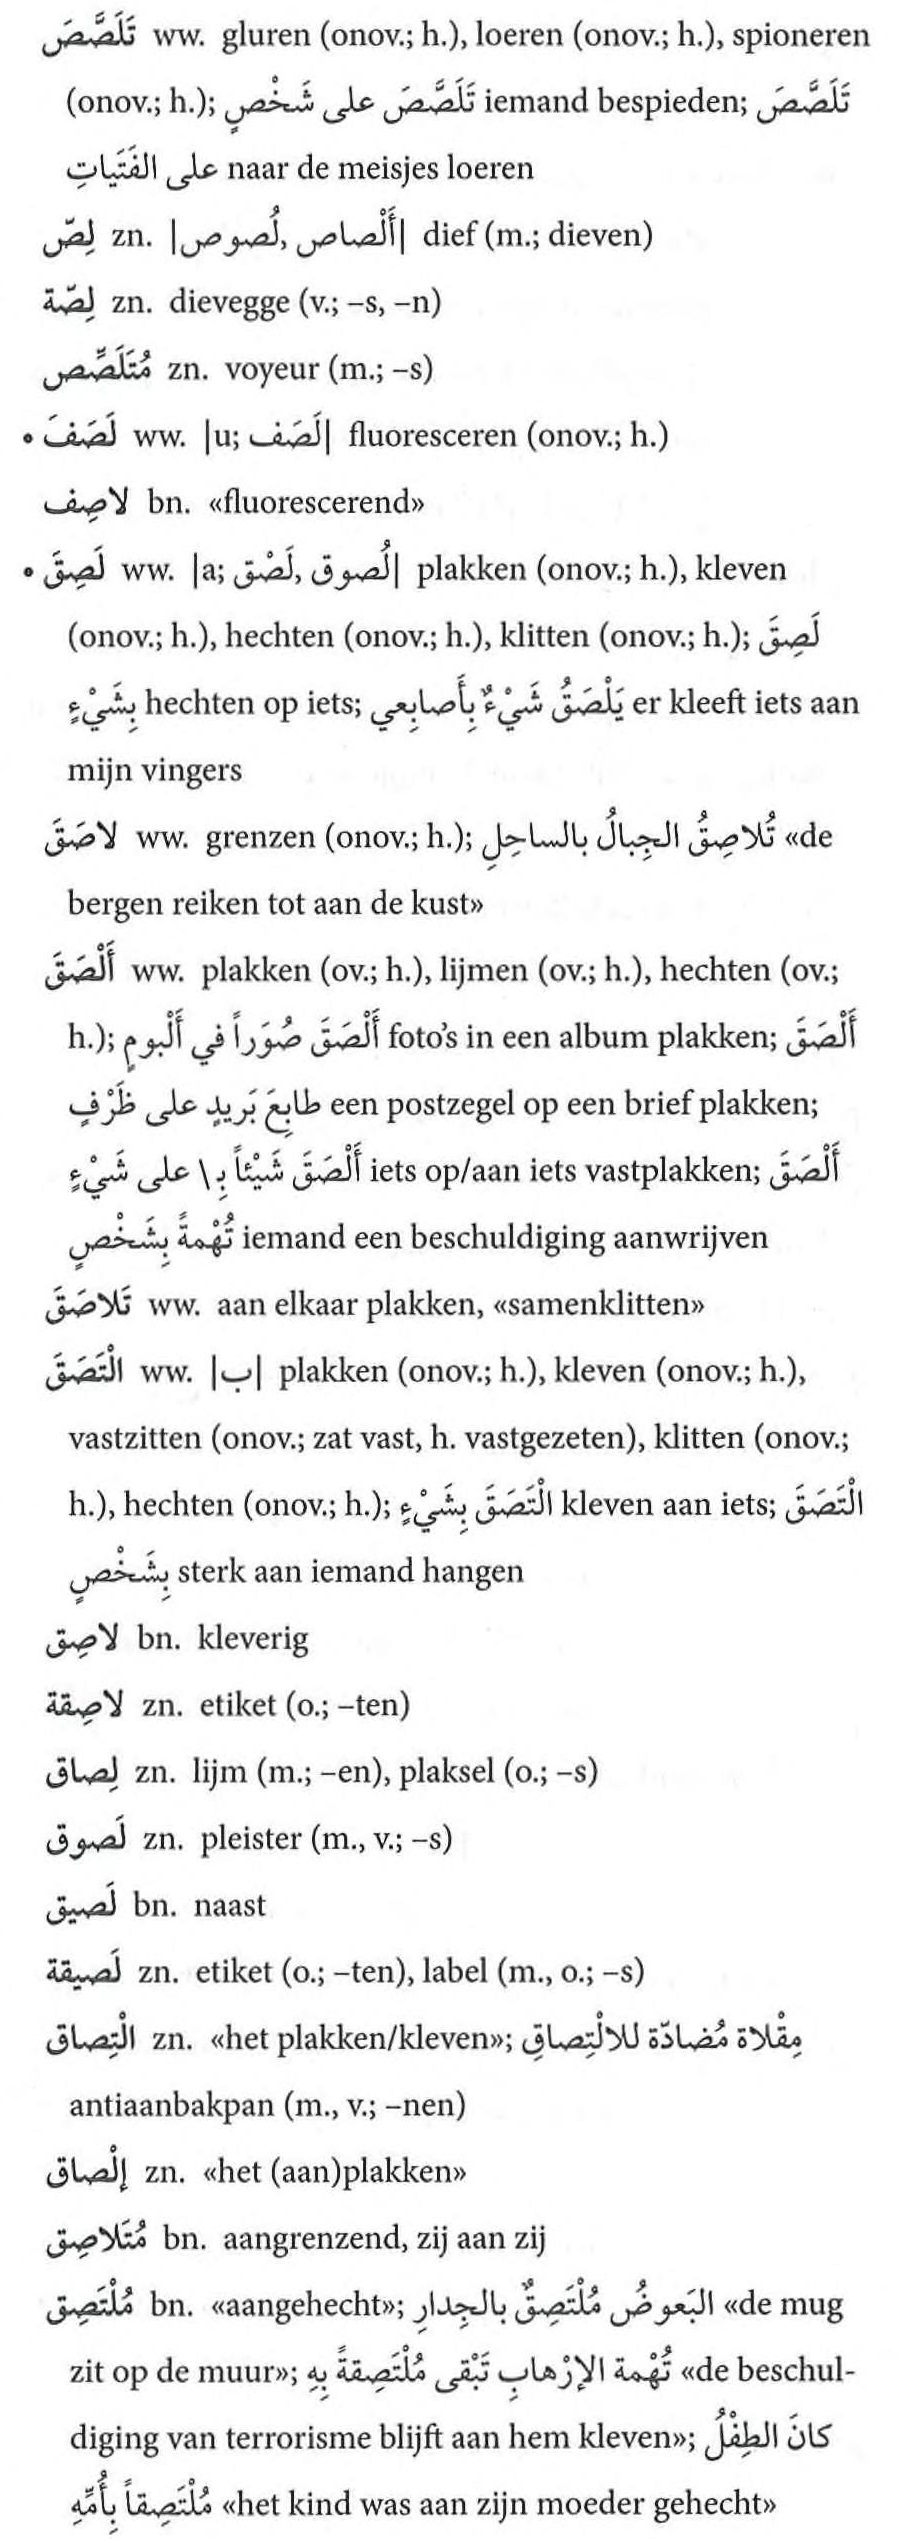 تَلَصَّصَ ww. gluren (onov.; h.), loeren (onov.; h.), spioneren
(onov.; h.); تَلَصَّصَ على شَخْصٍ iemand bespieden; تَلَصَّصَ
على الفَتَياتِ naar de meisjes loeren
لِصّ zn. |أَلْصاص ,لُصوص| dief (m.; dieven)
لِصّة zn. dievegge (v.; –s, –n)
مُتَلَصِّص zn. voyeur (m.; –s)
• لَصَفَ ww. |u; لَصَف| fluoresceren (onov.; h.)
لاصِف bn. «fluorescerend»
• لَصِقَ ww. |a; لُصوق ,لَصْق| plakken (onov.; h.), kleven
(onov.; h.), hechten (onov.; h.), klitten (onov.; h.); لَصِقَ
بِشَيْءٍ hechten op iets; يَلْصَقُ شَيْءٌ بِأَصابِعي er kleeft iets aan
mijn vingers
لاصَقَ ww. grenzen (onov.; h.); تُلاصِقُ الجِبالُ بالساحِلِ «de
bergen reiken tot aan de kust»
أَلْصَقَ ww. plakken (ov.; h.), lijmen (ov.; h.), hechten (ov.;
h.); أَلْصَقَ صُوَراً في أَلْبومٍ foto's in een album plakken; أَلْصَقَ
طابِعَ بَريدٍ على ظَرْفٍ een postzegel op een brief plakken;
أَلْصَقَ شَيْئاً بِ\ على شَيْءٍ iets op/aan iets vastplakken; أَلْصَقَ
تُهْمةً بِشَخْصٍ iemand een beschuldiging aanwrijven
تَلاصَقَ ww. aan elkaar plakken, «samenklitten»
الْتَصَقَ ww. |ب| plakken (onov.; h.), kleven (onov.; h.),
vastzitten (onov.; zat vast, h. vastgezeten), klitten (onov.;
h.), hechten (onov.; h.); الْتَصَقَ بِشَيْءٍ kleven aan iets; الْتَصَقَ
بِشَخْصٍ sterk aan iemand hangen
لاصِق bn. kleverig
لاصِقة zn. etiket (o.; –ten)
لِصاق zn. lijm (m.; –en), plaksel (o.; –s)
لَصوق zn. pleister (m., v.; –s)
لَصيق bn. naast
لَصيقة zn. etiket (o.; –ten), label (m., o.; –s)
الْتِصاق zn. «het plakken/kleven»; مِقْلاة مُضادّة للالْتِصاقِ
antiaanbakpan (m., v.; –nen)
إلْصاق zn. «het (aan)plakken»
مُتَلاصِق bn. aangrenzend, zij aan zij
مُلْتَصِق bn. «aangehecht»; البَعوضُ مُلْتَصِقٌ بالجِدارِ «de mug
zit op de muur»; تُهْمة الإرْهابِ تَبْقى مُلْتَصِقةً بِهِ «de beschul-
diging van terrorisme blijft aan hem kleven»; كانَ الطِفْلُ
مُلْتَصِقاً بِأُمِّهِ «het kind was aan zijn moeder gehecht»